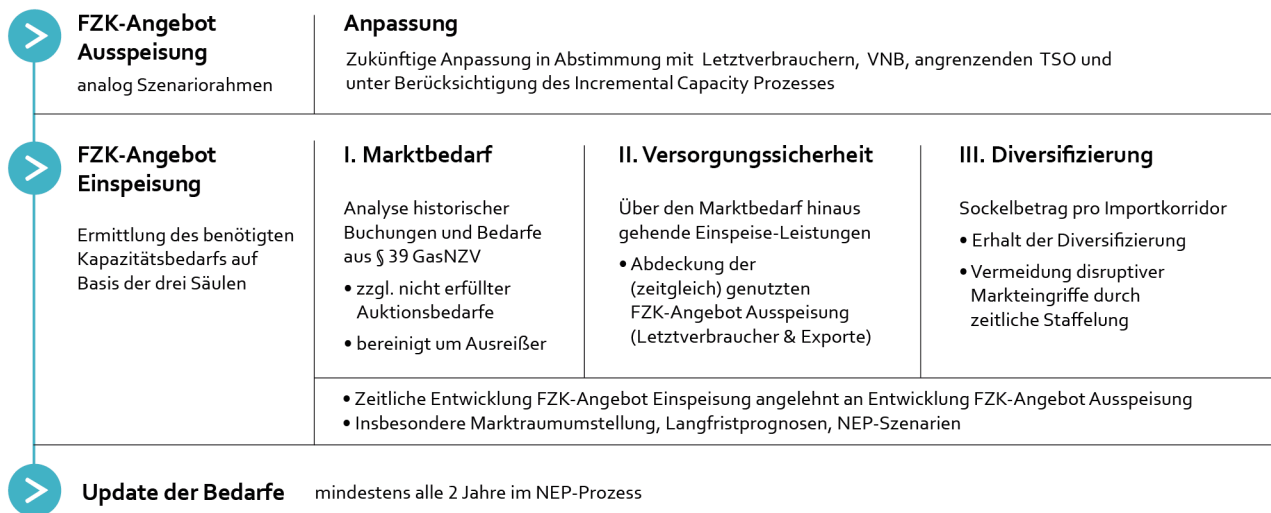 FZK-Angebot
Ausspeisung
analog Szenariorahmen
Anpassung
Zukünftige Anpassung in Abstimmung mit Letztverbrauchern, VNB, angrenzenden TSO und
unter Berücksichtigung des Incremental Capacity Prozesses
FZK-Angebot
Einspeisung
Ermittlung des benötigten
Kapazitätsbedarfs auf
Basis der drei Säulen
I. Marktbedarf
Analyse historischer
Buchungen und Bedarfe
aus § 39 GasNZV
• zzgl. nicht erfüllter
Auktionsbedarfe
• bereinigt um Ausreißer
II. Versorgungssicherheit
Über den Marktbedarf hinaus
gehende Einspeise-Leistungen
• Abdeckung der
(zeitgleich) genutzten
FZK-Angebot Ausspeisung
(Letztverbraucher & Exporte)
III. Diversifizierung
Sockelbetrag pro Importkorridor
• Erhalt der Diversifizierung
• Vermeidung disruptiver
Markteingriffe durch
zeitliche Staffelung
• Zeitliche Entwicklung FZK-Angebot Einspeisung angelehnt an Entwicklung FZK-Angebot Ausspeisung
• Insbesondere Marktraumumstellung, Langfristprognosen, NEP-Szenarien
Update der Bedarfe mindestens alle 2 Jahre im NEP-Prozess